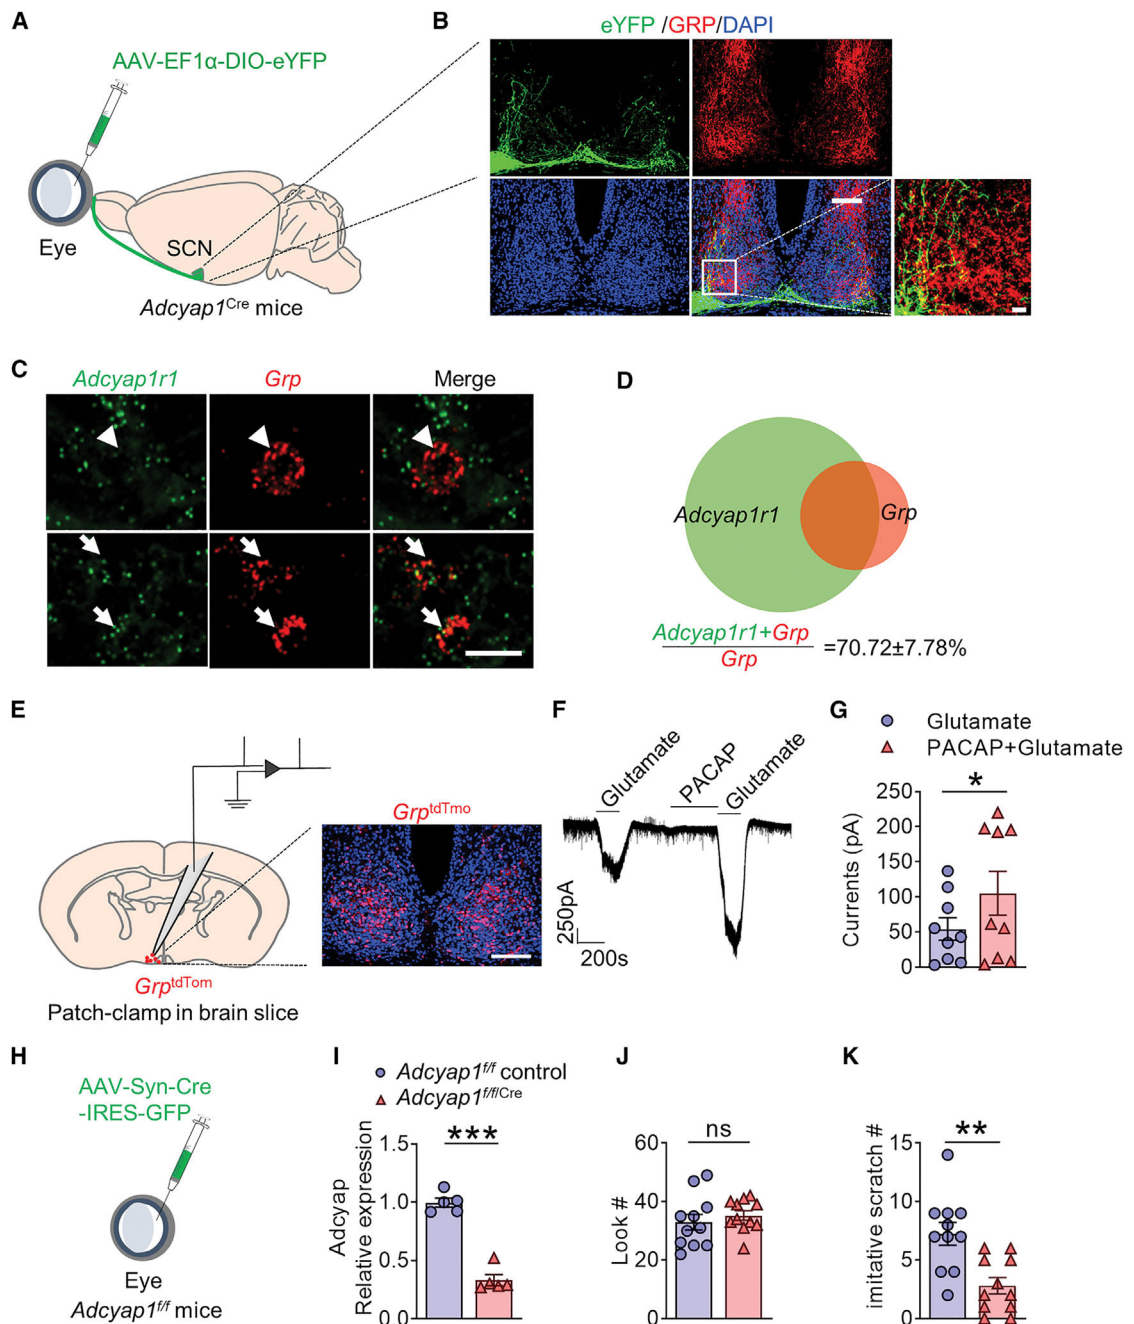 A
AAV-EF1α-DIO-eYFP
Eye
SCN
Adcyap1Cre mice
B
eYFP /GRP/DAPI
C
Adcyap1r1
Grp
Merge
D
Adcyap1r1
Grp
Adcyap1r1+Grp
Grp
=70.72±7.78%
E
GrptdTmo
GrptdTom
Patch-clamp in brain slice
F
Glutamate
PACAP
Glutamate
250pA
200s
G
Glutamate
PACAP+Glutamate
*
Currents (pA)
250
200
150
100
50
0
H
AAV-Syn-Cre
-IRES-GFP
Eye
Adcyap1f/f mice
I
Adcyap1f/f control
Adcyap1f/f/Cre
***
Adcyap
Relative expression
1.5
1.0
0.5
0.0
J
ns
Look #
60
40
20
0
K
**
imitative scratch #
15
10
5
0